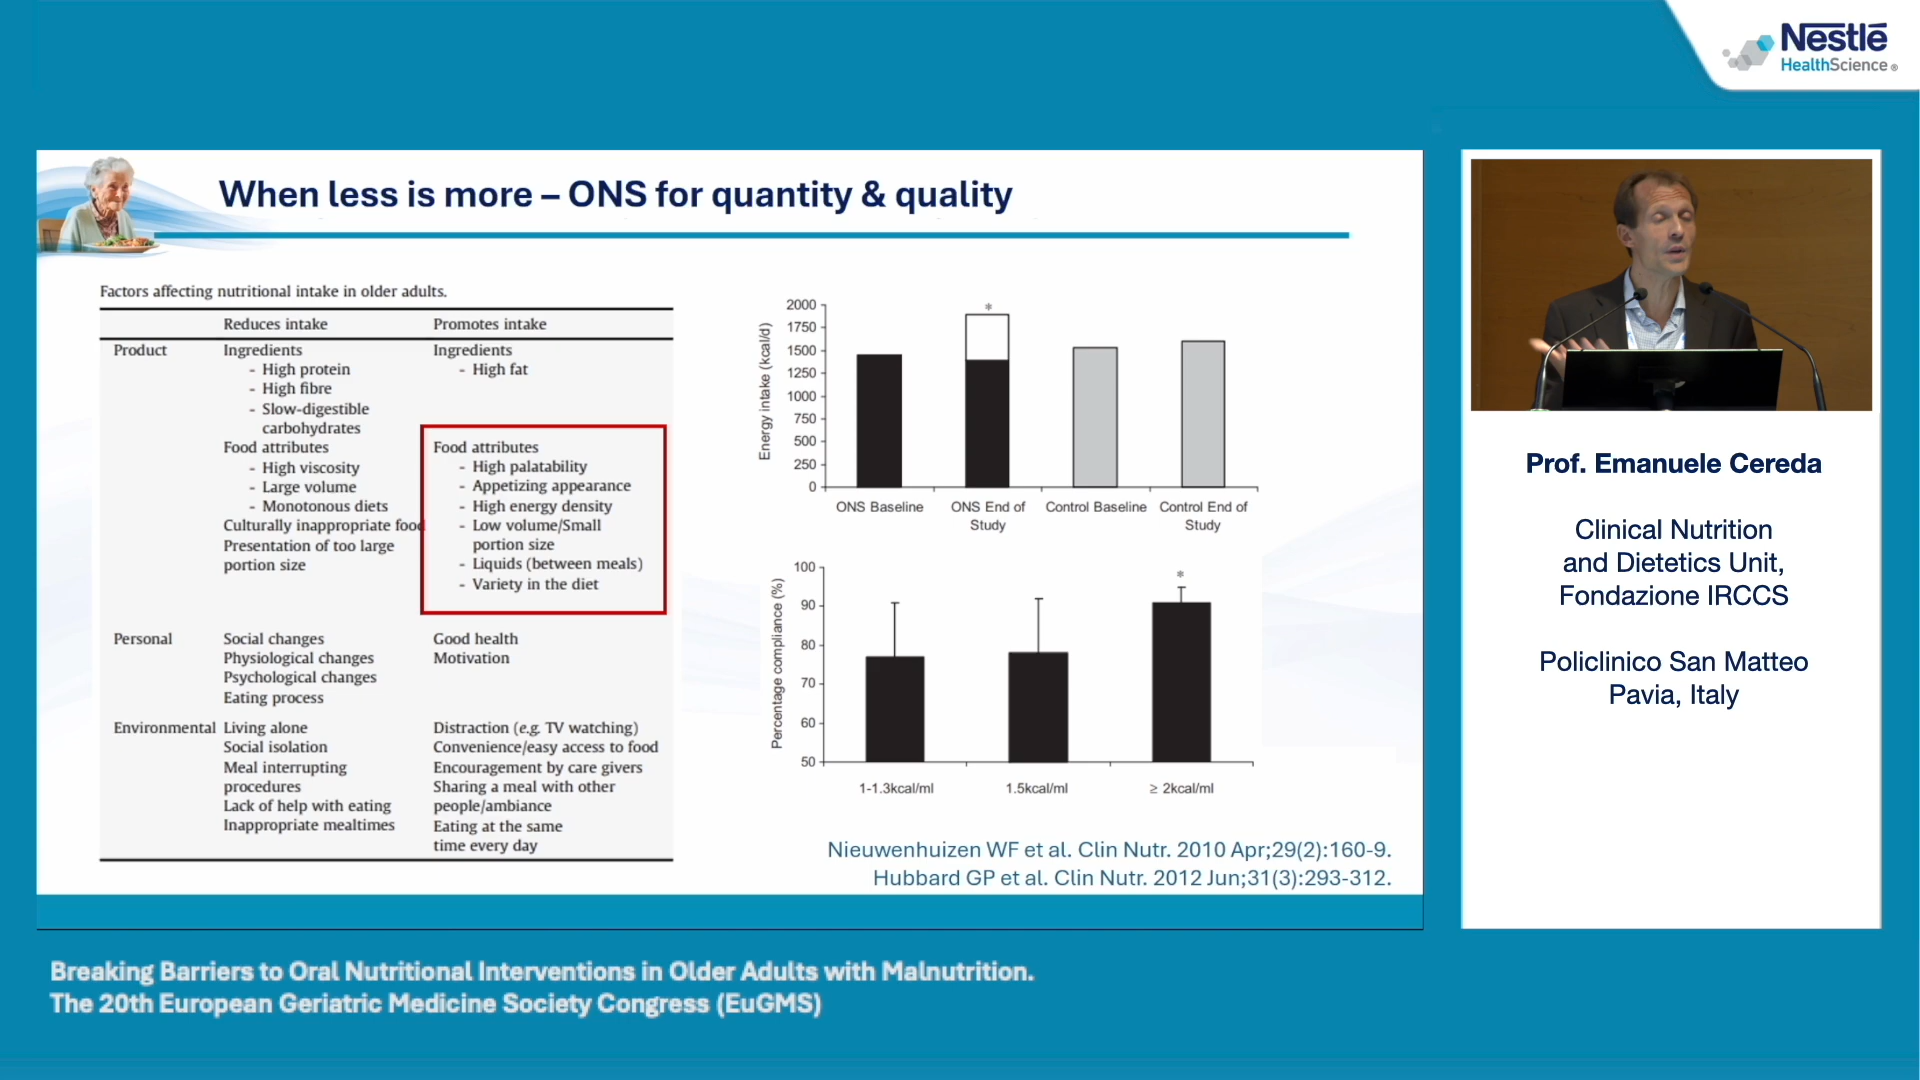 Nestlé
HealthScience®
When less is more – ONS for quantity & quality
Factors affecting nutritional intake in older adults.
Reduces intake Promotes intake
Product Ingredients Ingredients
- High protein - High fat
- High fibre
- Slow-digestible
carbohydrates
Food attributes Food attributes
- High viscosity - High palatability
- Large volume - Appetizing appearance
- Monotonous diets - High energy density
Culturally inappropriate food - Low volume/Small
Presentation of too large portion size
portion size - Liquids (between meals)
- Variety in the diet
Personal Social changes Good health
Physiological changes Motivation
Psychological changes
Eating process
Environmental Living alone Distraction (e.g. TV watching)
Social isolation Convenience/easy access to food
Meal interrupting Encouragement by care givers
procedures Sharing a meal with other
Lack of help with eating people/ambiance
Inappropriate mealtimes Eating at the same
time every day
Energy intake (kcal/d)
2000
1750
1500
1250
1000
750
500
250
0
*
ONS Baseline ONS End of Control Baseline Control End of
Study Study
Percentage compliance (%)
100
90
80
70
60
50
*
1-1.3kcal/ml 1.5kcal/ml ≥ 2kcal/ml
Nieuwenhuizen WF et al. Clin Nutr. 2010 Apr;29(2):160-9.
Hubbard GP et al. Clin Nutr. 2012 Jun;31(3):293-312.
Prof. Emanuele Cereda
Clinical Nutrition
and Dietetics Unit,
Fondazione IRCCS
Policlinico San Matteo
Pavia, Italy
Breaking Barriers to Oral Nutritional Interventions in Older Adults with Malnutrition.
The 20th European Geriatric Medicine Society Congress (EuGMS)